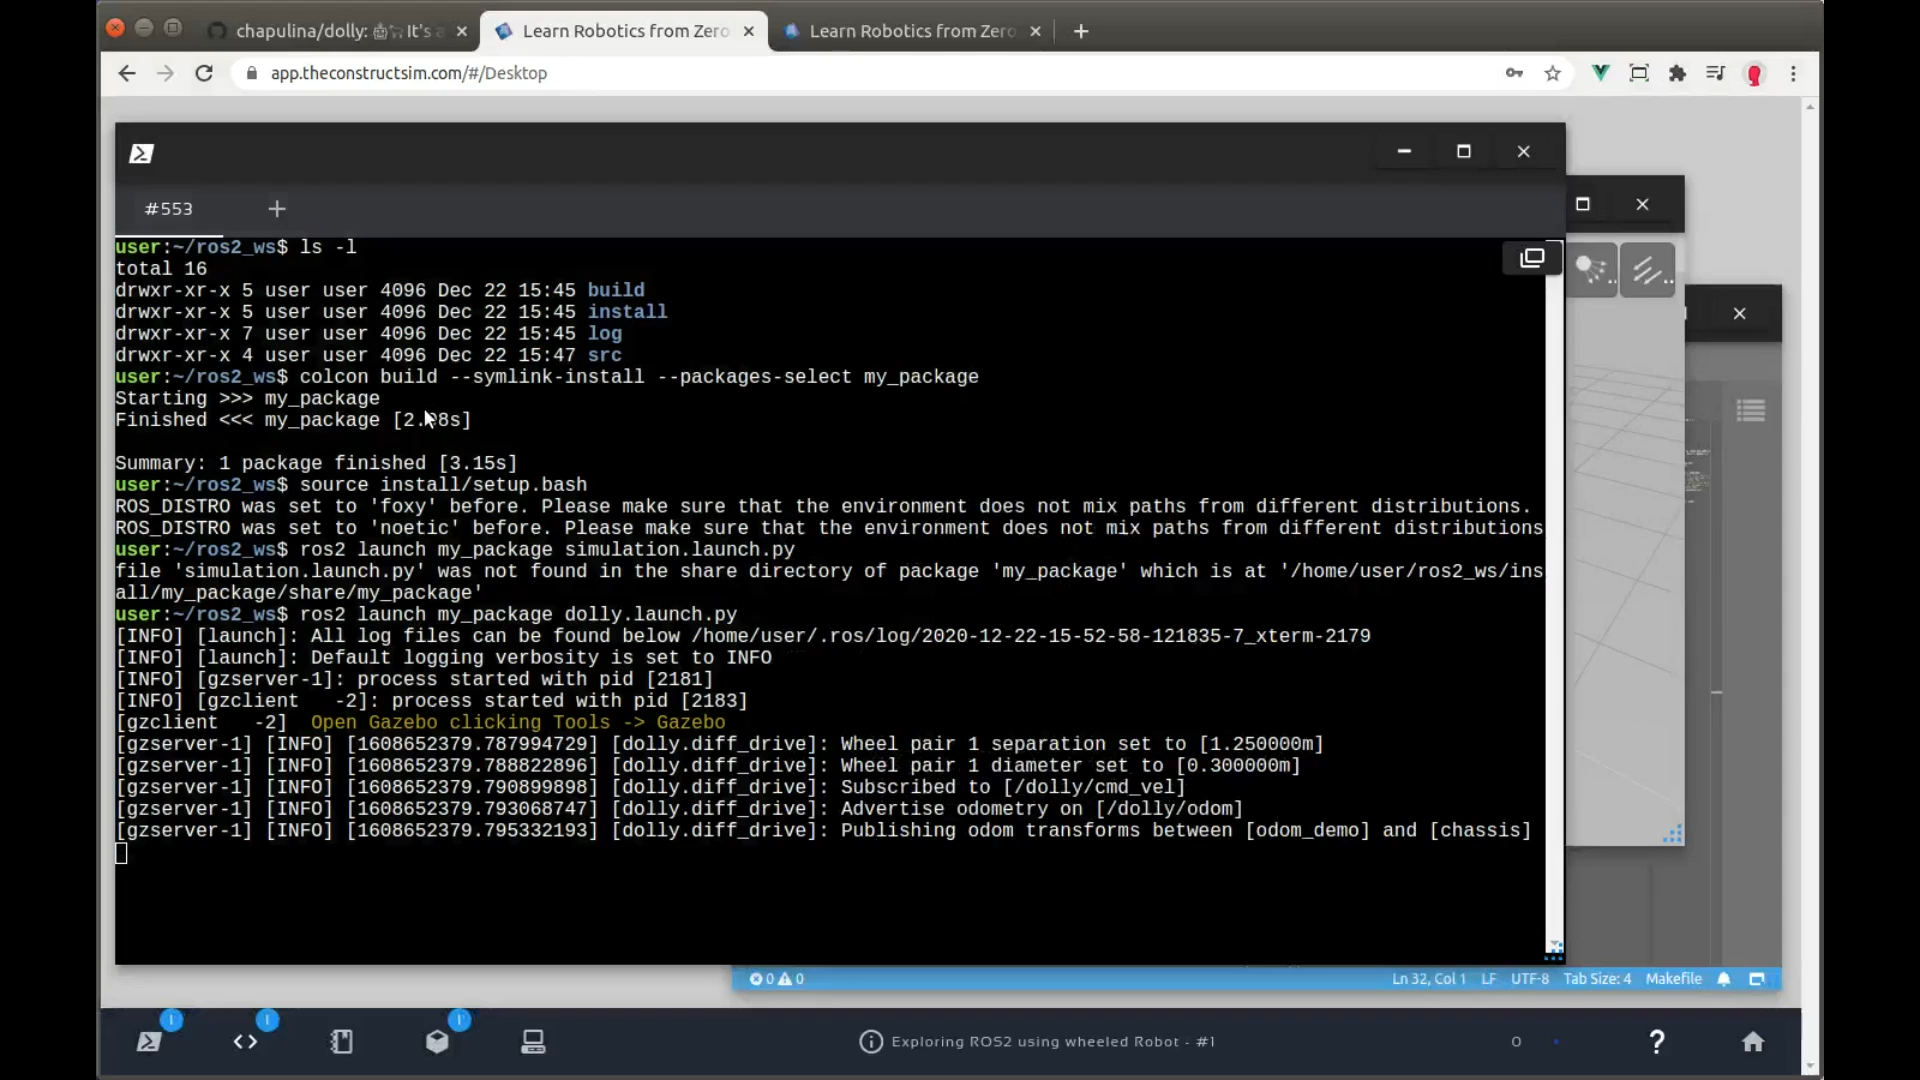 chapulina/dolly: 🤖🐑 It's a
Learn Robotics from Zero
Learn Robotics from Zero
app.theconstructsim.com/#/Desktop
#553
user:~/ros2_ws$ ls -l
total 16
drwxr-xr-x 5 user user 4096 Dec 22 15:45 build
drwxr-xr-x 5 user user 4096 Dec 22 15:45 install
drwxr-xr-x 7 user user 4096 Dec 22 15:45 log
drwxr-xr-x 4 user user 4096 Dec 22 15:47 src
user:~/ros2_ws$ colcon build --symlink-install --packages-select my_package
Starting >>> my_package
Finished <<< my_package
Summary: 1 package finished [3.15s]
user:~/ros2_ws$ source install/setup.bash
ROS_DISTRO was set to 'foxy' before. Please make sure that the environment does not mix paths from different distributions.
ROS_DISTRO was set to 'noetic' before. Please make sure that the environment does not mix paths from different distributions
user:~/ros2_ws$ ros2 launch my_package simulation.launch.py
file 'simulation.launch.py' was not found in the share directory of package 'my_package' which is at '/home/user/ros2_ws/ins
all/my_package/share/my_package'
user:~/ros2_ws$ ros2 launch my_package dolly.launch.py
[INFO] [launch]: All log files can be found below /home/user/.ros/log/2020-12-22-15-52-58-121835-7_xterm-2179
[INFO] [launch]: Default logging verbosity is set to INFO
[INFO] [gzserver-1]: process started with pid [2181]
[INFO] [gzclient   -2]: process started with pid [2183]
[gzclient   -2]  Open Gazebo clicking Tools -> Gazebo
[gzserver-1] [INFO] [1608652379.787994729] [dolly.diff_drive]: Wheel pair 1 separation set to [1.250000m]
[gzserver-1] [INFO] [1608652379.788822896] [dolly.diff_drive]: Wheel pair 1 diameter set to [0.300000m]
[gzserver-1] [INFO] [1608652379.790899898] [dolly.diff_drive]: Subscribed to [/dolly/cmd_vel]
[gzserver-1] [INFO] [1608652379.793068747] [dolly.diff_drive]: Advertise odometry on [/dolly/odom]
[gzserver-1] [INFO] [1608652379.795332193] [dolly.diff_drive]: Publishing odom transforms between [odom_demo] and [chassis]
0 0 Ln 32, Col 1 LF UTF-8 Tab Size: 4 Makefile
Exploring ROS2 using wheeled Robot - #1
0